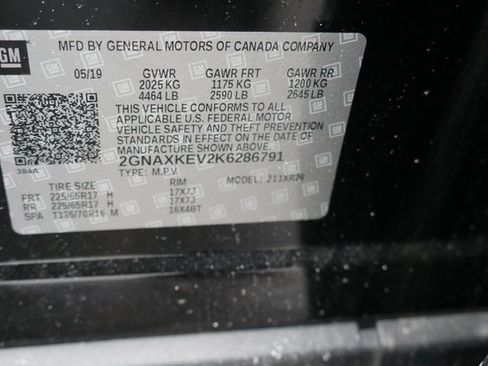 GM
MFD BY GENERAL MOTORS OF CANADA COMPANY
05/19 GVWR GAWR FRT GAWR RR
2025 KG 1175 KG 1200 KG
4464 LB 2590 LB 2645 LB
THIS VEHICLE CONFORMS TO ALL
APPLICABLE U.S. FEDERAL MOTOR
VEHICLE SAFETY AND THEFT PREVENTION
STANDARDS IN EFFECT ON THE DATE OF
MANUFACTURE SHOWN ABOVE.
384A 2GNAXKEV2K6286791
TYPE: M.P.V. MODEL: 211XR26
TIRE SIZE RIM
FRT 225/65R17 H 17X7J
RR 225/65R17 H 17X7J
SPA T135/70R16 M 16X4BT